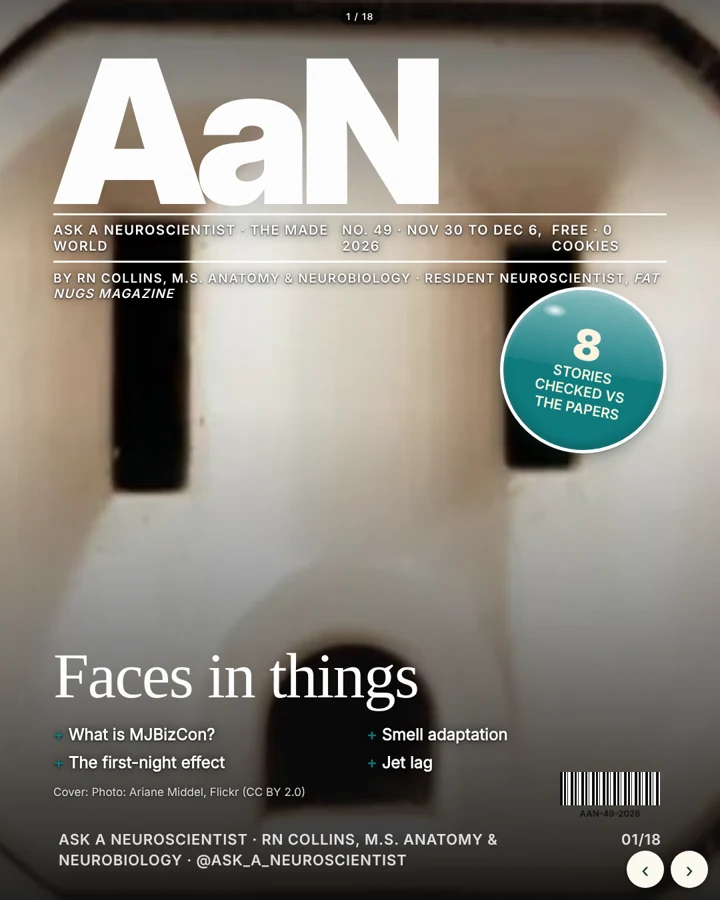 1 / 18
AaN
ASK A NEUROSCIENTIST · THE MADE WORLD
NO. 49 · NOV 30 TO DEC 6, 2026
FREE · 0 COOKIES
BY RN COLLINS, M.S. ANATOMY & NEUROBIOLOGY · RESIDENT NEUROSCIENTIST, FAT
NUGS MAGAZINE
8
STORIES
CHECKED VS
THE PAPERS
Faces in things
+ What is MJBizCon?
+ Smell adaptation
+ The first-night effect
+ Jet lag
Cover: Photo: Ariane Middel, Flickr (CC BY 2.0)
AAN-49-2026
ASK A NEUROSCIENTIST · RN COLLINS, M.S. ANATOMY &
NEUROBIOLOGY · @ASK_A_NEUROSCIENTIST
01/18
‹ ›